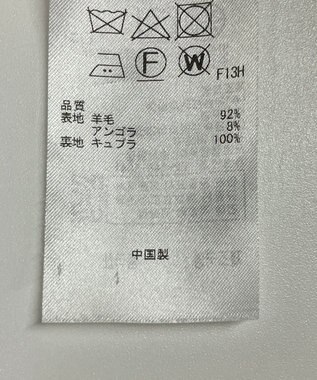 F
W
F13H
品質
表地 羊毛 92%
アンゴラ 8%
裏地 キュプラ 100%
中国製